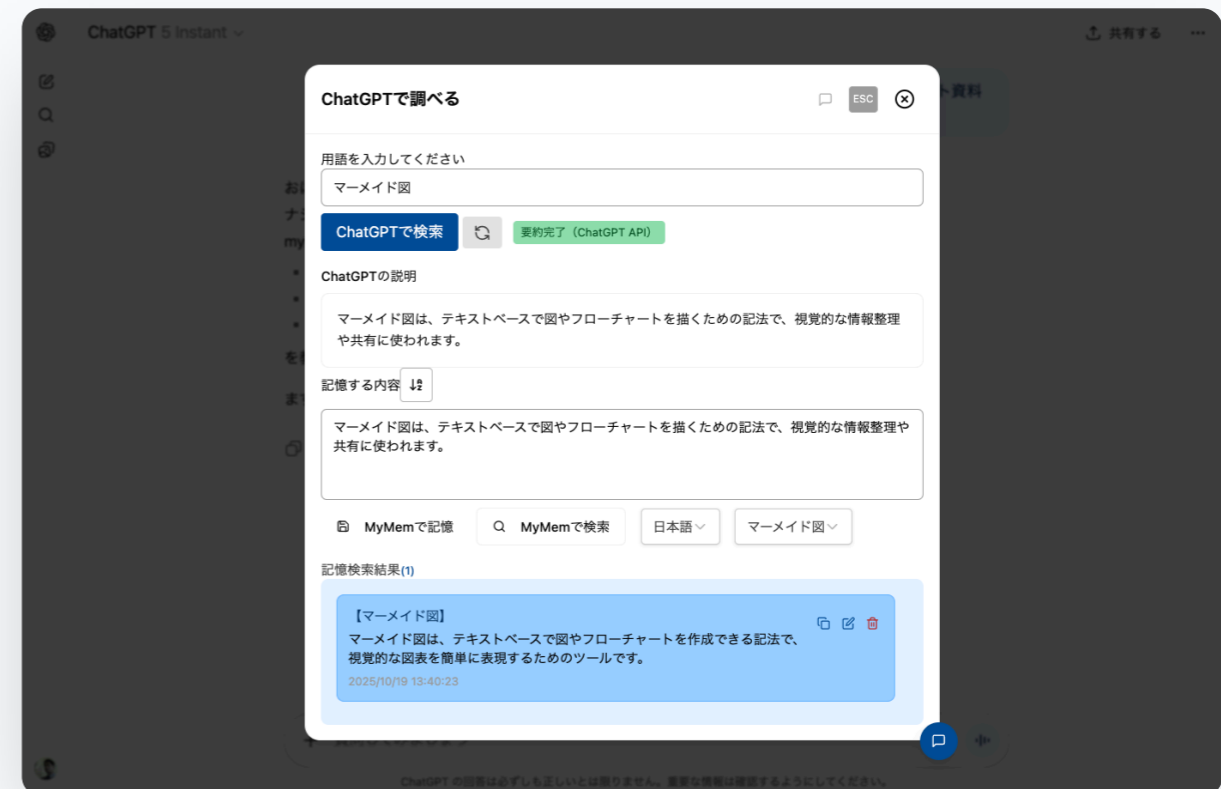 ChatGPT 5 Instant
共有する
ト資料
ChatGPTで調べる
ESC
用語を入力してください
マーメイド図
ChatGPTで検索
要約完了（ChatGPT API）
ChatGPTの説明
マーメイド図は、テキストベースで図やフローチャートを描くための記法で、視覚的な情報整理
や共有に使われます。
記憶する内容
マーメイド図は、テキストベースで図やフローチャートを描くための記法で、視覚的な情報整理や
共有に使われます。
MyMemで記憶
MyMemで検索
日本語
マーメイド図
記憶検索結果(1)
【マーメイド図】
マーメイド図は、テキストベースで図やフローチャートを作成できる記法で、
視覚的な図表を簡単に表現するためのツールです。
2025/10/19 13:40:23
ChatGPT の回答は必ずしも正しいとは限りません。重要な情報は確認するようにしてください。